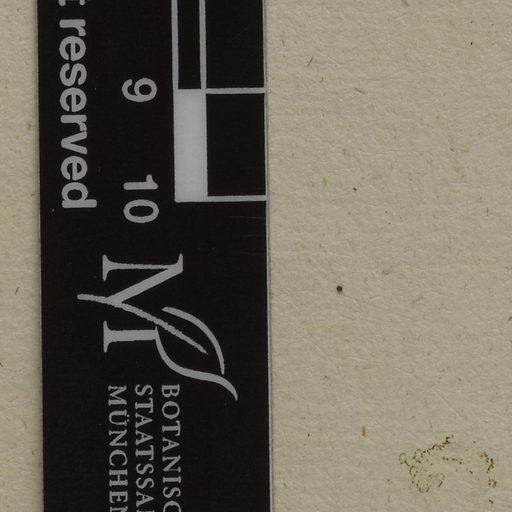 reserved
9
10
M
BOTANISC
STAATSSA
MÜNCHEN